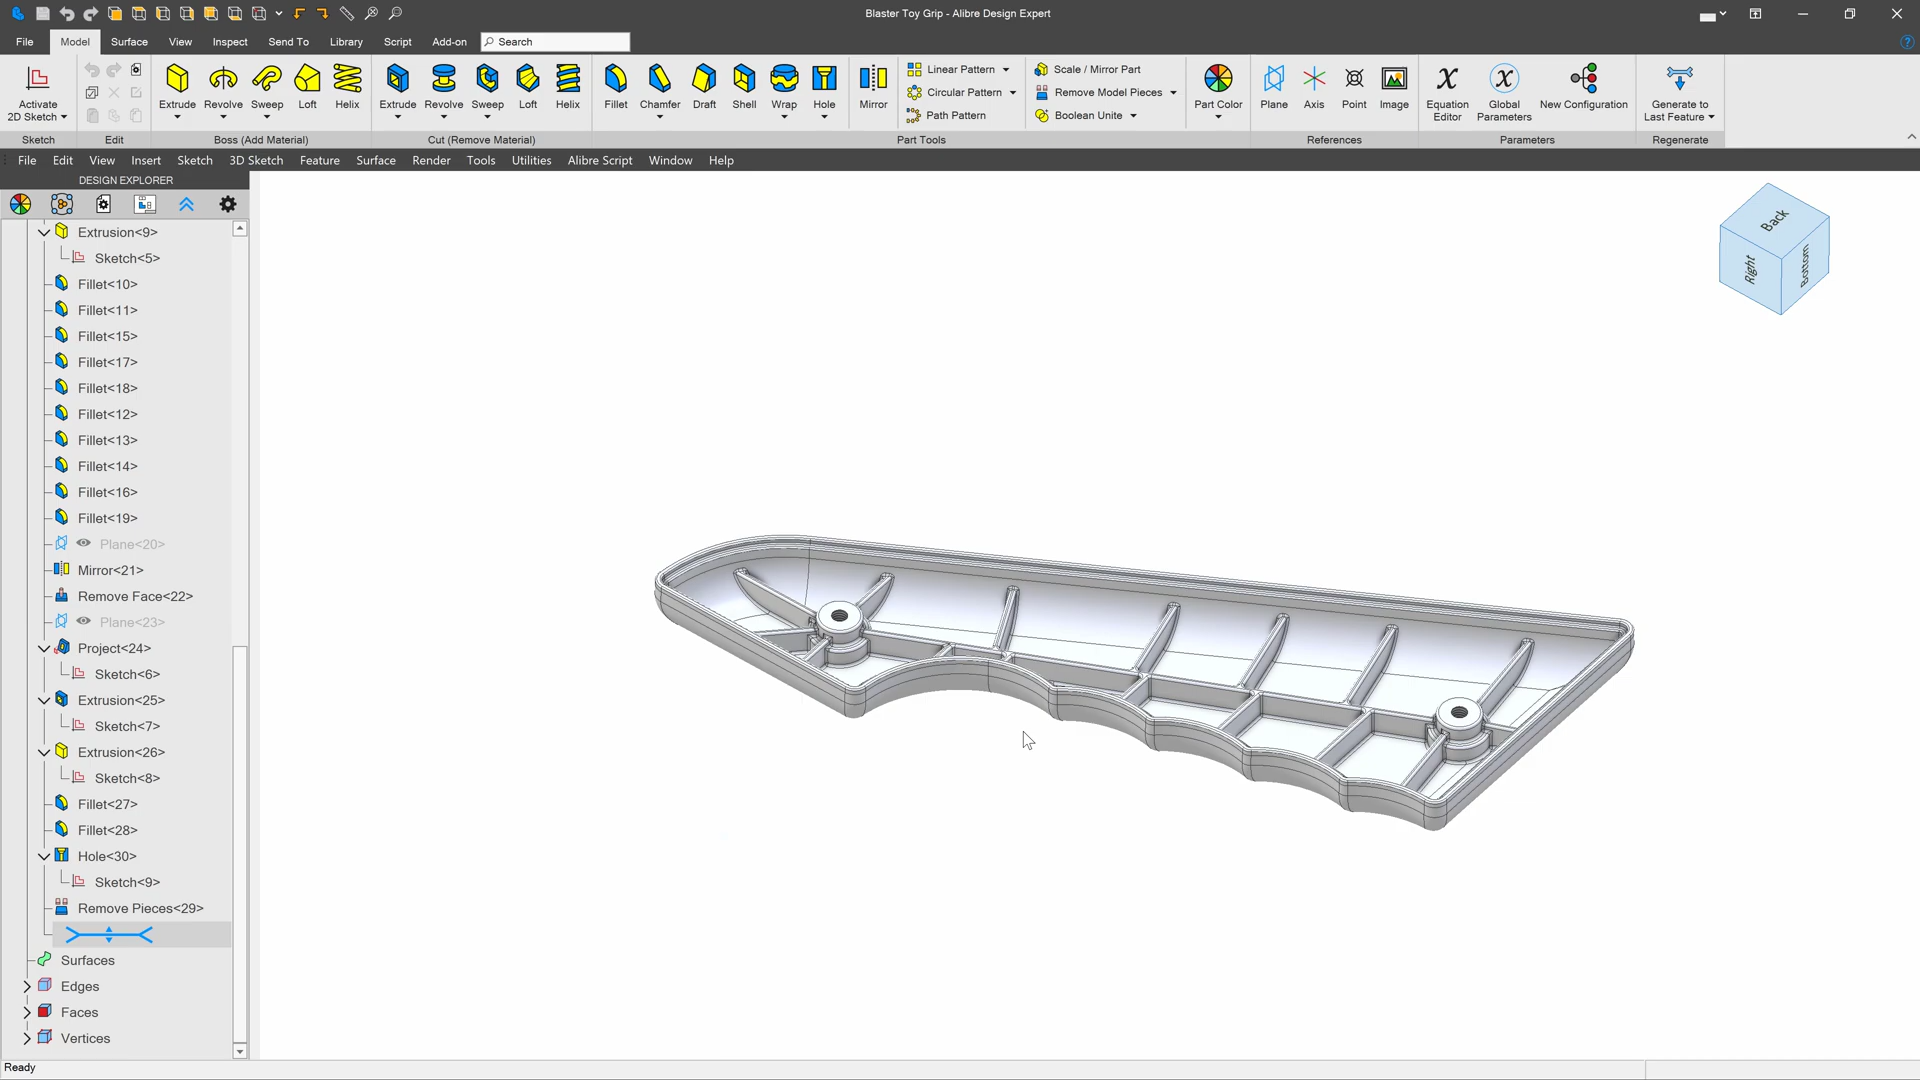 Blaster Toy Grip - Alibre Design Expert
File Model Surface View Inspect Send To Library Script Add-on Search
Activate 2D Sketch
Extrude Revolve Sweep Loft Helix
Extrude Revolve Sweep Loft Helix
Fillet Chamfer Draft Shell Wrap Hole Mirror
Linear Pattern
Circular Pattern
Path Pattern
Scale / Mirror Part
Remove Model Pieces
Boolean Unite
Part Color
Plane Axis Point Image
Equation Editor
Global Parameters
New Configuration
Generate to Last Feature
Sketch Edit Boss (Add Material) Cut (Remove Material) Part Tools References Parameters Regenerate
File Edit View Insert Sketch 3D Sketch Feature Surface Render Tools Utilities Alibre Script Window Help
DESIGN EXPLORER
Extrusion<9>
Sketch<5>
Fillet<10>
Fillet<11>
Fillet<15>
Fillet<17>
Fillet<18>
Fillet<12>
Fillet<13>
Fillet<14>
Fillet<16>
Fillet<19>
Plane<20>
Mirror<21>
Remove Face<22>
Plane<23>
Project<24>
Sketch<6>
Extrusion<25>
Sketch<7>
Extrusion<26>
Sketch<8>
Fillet<27>
Fillet<28>
Hole<30>
Sketch<9>
Remove Pieces<29>
Surfaces
Edges
Faces
Vertices
Back
Right
Bottom
Ready